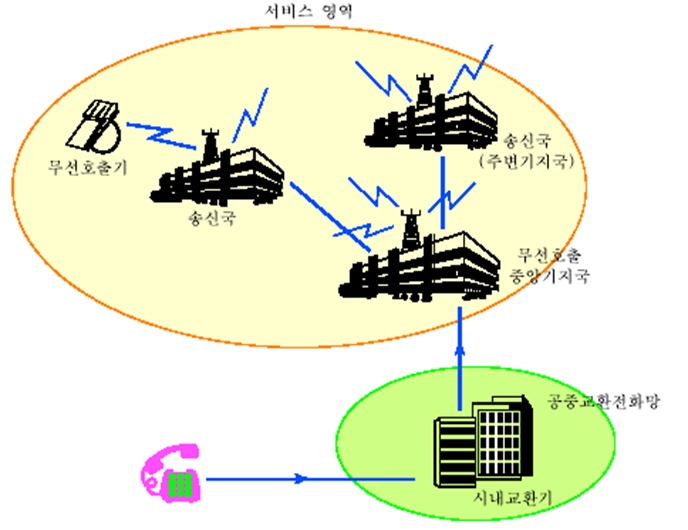 서비스 영역
무선호출기
송신국
송신국
(주변기지국)
무선호출
중앙기지국
공중교환전화망
시내교환기